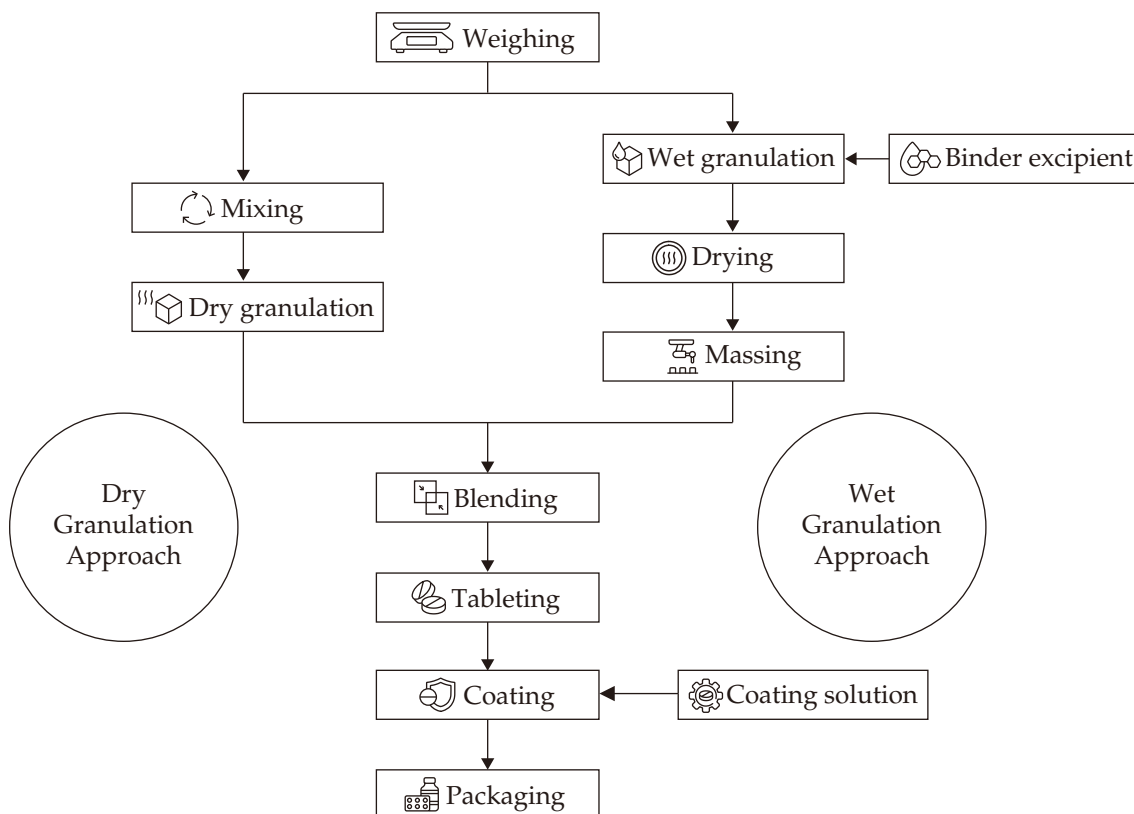 Weighing
Wet granulation
Binder excipient
Mixing
Drying
Dry granulation
Massing
Dry
Granulation
Approach
Wet
Granulation
Approach
Blending
Tableting
Coating
Coating solution
Packaging